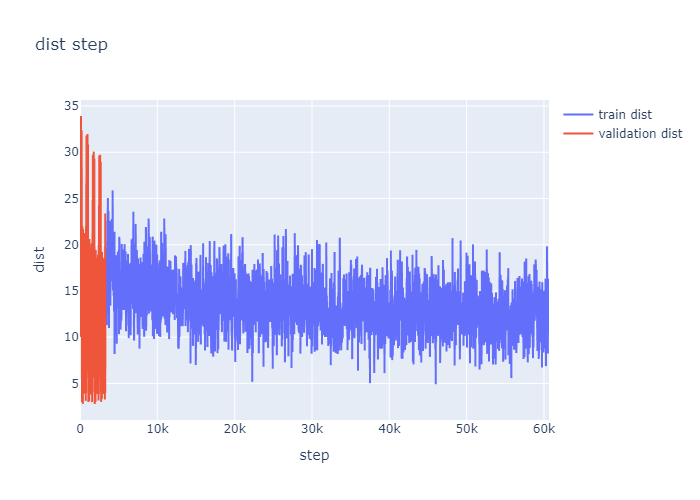 dist step
train dist
validation dist
35
30
25
20
15
10
5
dist
0
10k
20k
30k
40k
50k
60k
step